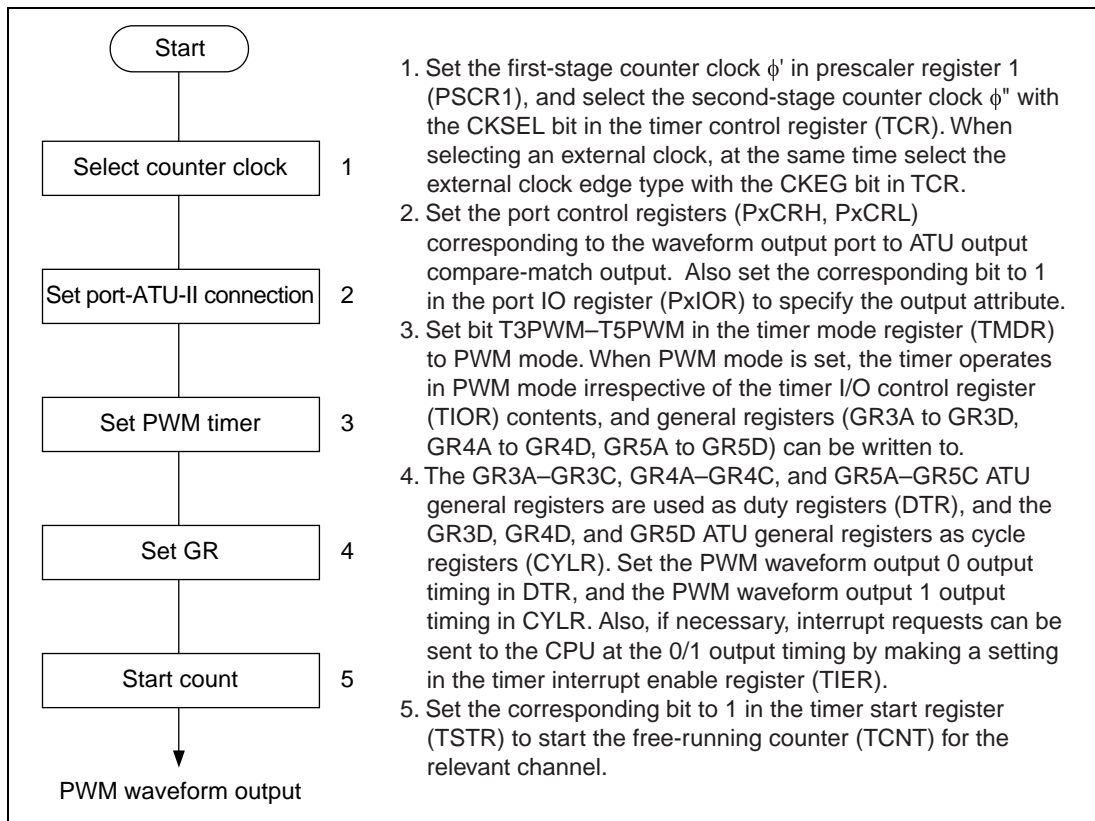 Start
Select counter clock 1
Set port-ATU-II connection 2
Set PWM timer 3
Set GR 4
Start count 5
PWM waveform output
1. Set the first-stage counter clock ϕ' in prescaler register 1
(PSCR1), and select the second-stage counter clock ϕ" with
the CKSEL bit in the timer control register (TCR). When
selecting an external clock, at the same time select the
external clock edge type with the CKEG bit in TCR.
2. Set the port control registers (PxCRH, PxCRL)
corresponding to the waveform output port to ATU output
compare-match output.  Also set the corresponding bit to 1
in the port IO register (PxIOR) to specify the output attribute.
3. Set bit T3PWM–T5PWM in the timer mode register (TMDR)
to PWM mode. When PWM mode is set, the timer operates
in PWM mode irrespective of the timer I/O control register
(TIOR) contents, and general registers (GR3A to GR3D,
GR4A to GR4D, GR5A to GR5D) can be written to.
4. The GR3A–GR3C, GR4A–GR4C, and GR5A–GR5C ATU
general registers are used as duty registers (DTR), and the
GR3D, GR4D, and GR5D ATU general registers as cycle
registers (CYLR). Set the PWM waveform output 0 output
timing in DTR, and the PWM waveform output 1 output
timing in CYLR. Also, if necessary, interrupt requests can be
sent to the CPU at the 0/1 output timing by making a setting
in the timer interrupt enable register (TIER).
5. Set the corresponding bit to 1 in the timer start register
(TSTR) to start the free-running counter (TCNT) for the
relevant channel.